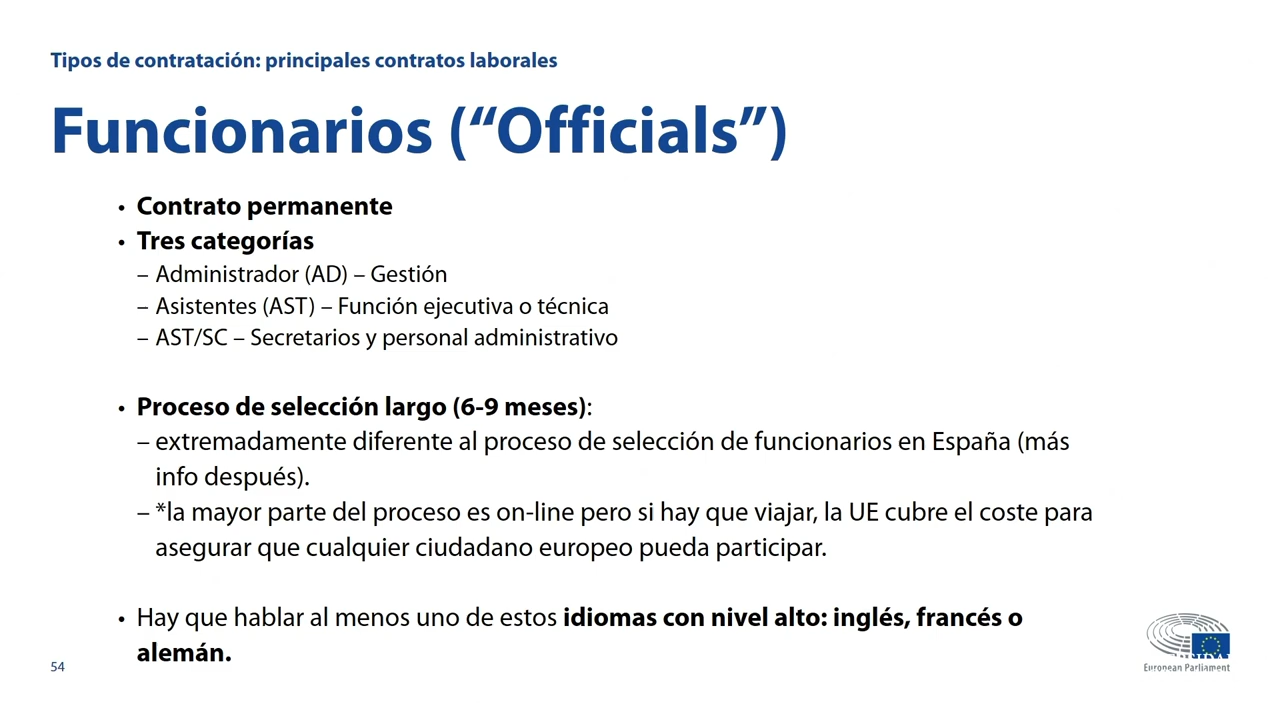 Tipos de contratación: principales contratos laborales
Funcionarios (“Officials”)
• Contrato permanente
• Tres categorías
– Administrador (AD) – Gestión
– Asistentes (AST) – Función ejecutiva o técnica
– AST/SC – Secretarios y personal administrativo
• Proceso de selección largo (6-9 meses):
– extremadamente diferente al proceso de selección de funcionarios en España (más
info después).
– *la mayor parte del proceso es on-line pero si hay que viajar, la UE cubre el coste para
asegurar que cualquier ciudadano europeo pueda participar.
• Hay que hablar al menos uno de estos idiomas con nivel alto: inglés, francés o
alemán.
54
European Parliament